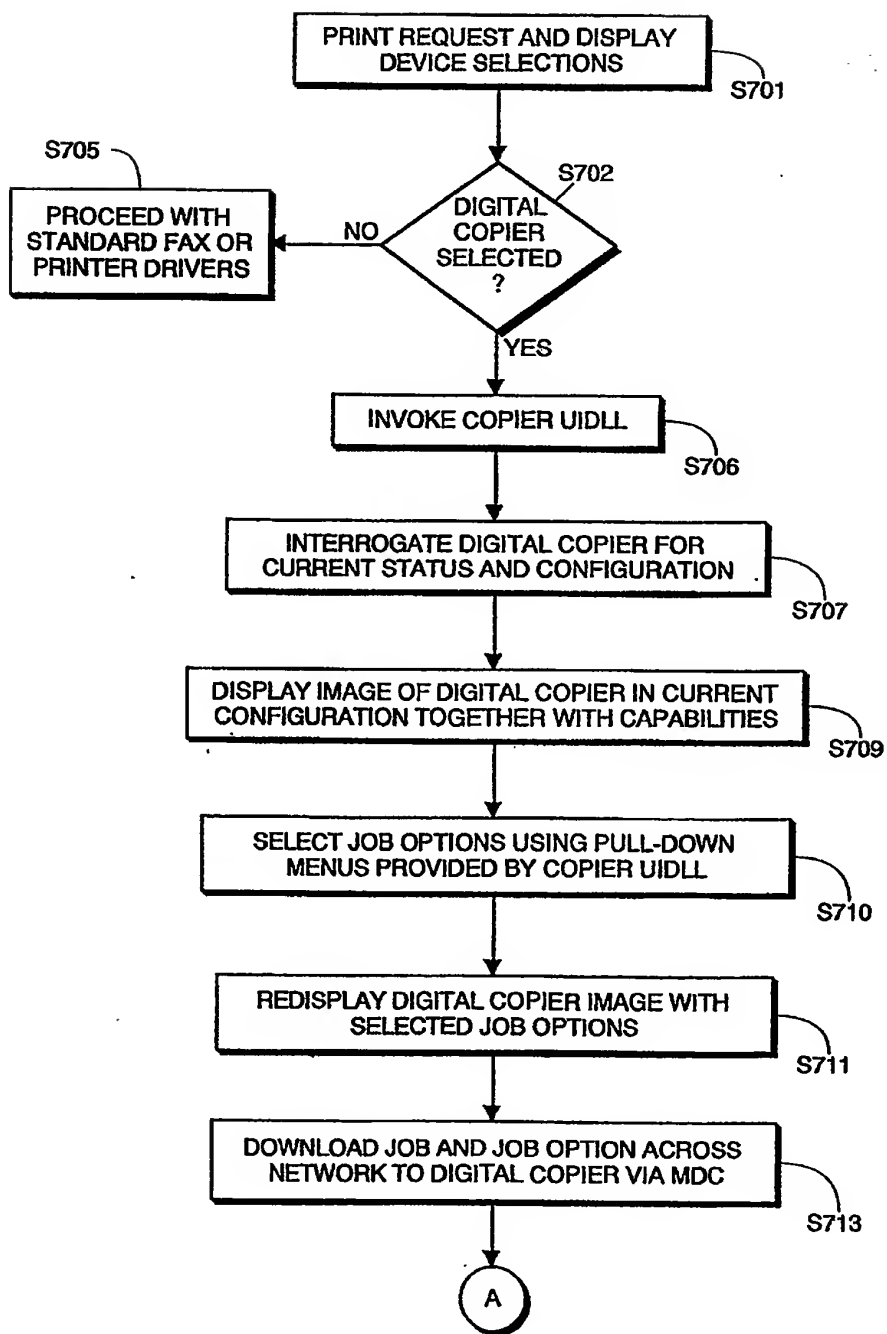 PRINT REQUEST AND DISPLAY
DEVICE SELECTIONS
S701
S705
S702
PROCEED WITH
STANDARD FAX OR
PRINTER DRIVERS
NO
DIGITAL
COPIER
SELECTED
?
YES
INVOKE COPIER UIDLL
S706
INTERROGATE DIGITAL COPIER FOR
CURRENT STATUS AND CONFIGURATION
S707
DISPLAY IMAGE OF DIGITAL COPIER IN CURRENT
CONFIGURATION TOGETHER WITH CAPABILITIES
S709
SELECT JOB OPTIONS USING PULL-DOWN
MENUS PROVIDED BY COPIER UIDLL
S710
REDISPLAY DIGITAL COPIER IMAGE WITH
SELECTED JOB OPTIONS
S711
DOWNLOAD JOB AND JOB OPTION ACROSS
NETWORK TO DIGITAL COPIER VIA MDC
S713
A